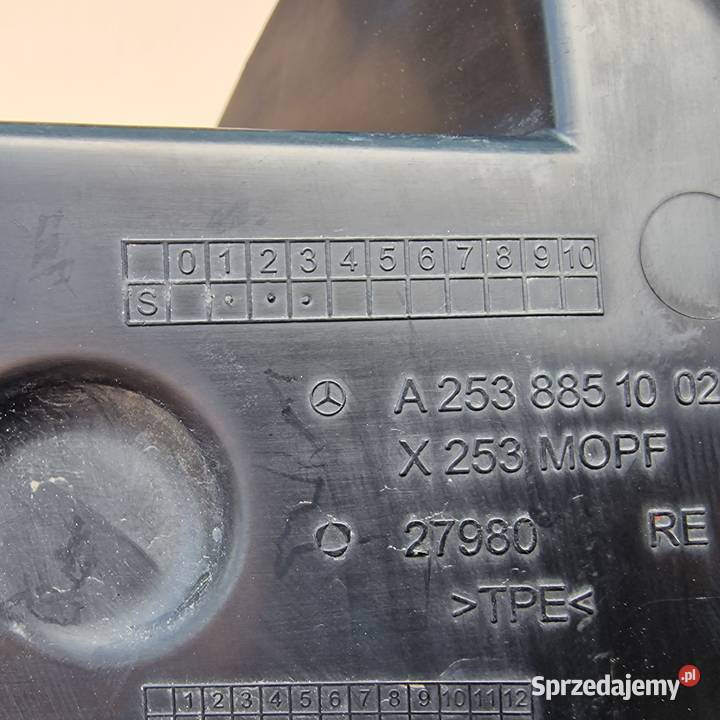 0 1 2 3 4 5 6 7 8 9 10
S
A 253 885 10 02
X 253 MOPF
27980 RE
>TPE<
1 2 3 4 5 6 7 8 9 10 11 12
Sprzedajemy.pl